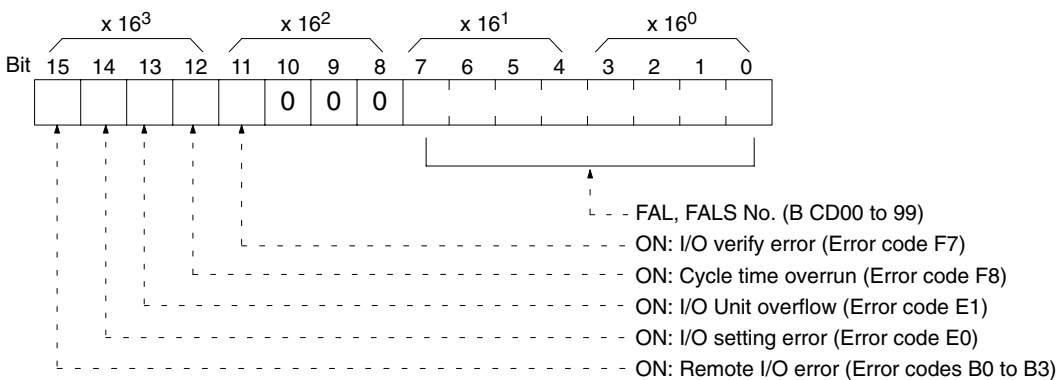 x 16³ x 16² x 16¹ x 16⁰
Bit 15 14 13 12 11 10 9 8 7 6 5 4 3 2 1 0
0 0 0
FAL, FALS No. (B CD00 to 99)
ON: I/O verify error (Error code F7)
ON: Cycle time overrun (Error code F8)
ON: I/O Unit overflow (Error code E1)
ON: I/O setting error (Error code E0)
ON: Remote I/O error (Error codes B0 to B3)